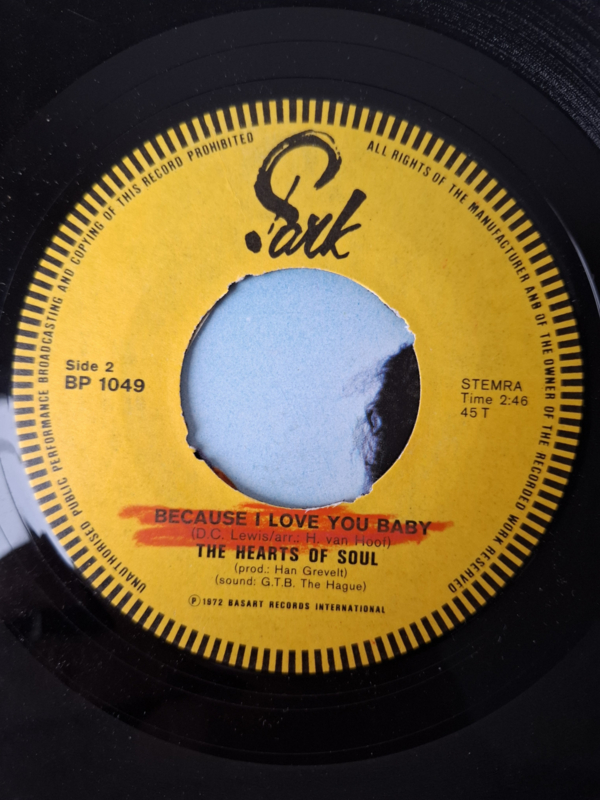 Park
UNAUTHORISED PUBLIC PERFORMANCE BROADCASTING AND COPYING OF THIS RECORD PROHIBITED
ALL RIGHTS OF THE MANUFACTURER AND OF THE OWNER OF THE RECORDED WORK RESERVED
Side 2
BP 1049
STEMRA
Time 2:46
45 T
BECAUSE I LOVE YOU BABY
(D.C. Lewis/arr.: H. van Hoof)
THE HEARTS OF SOUL
(prod.: Han Grevelt)
(sound: G.T.B. The Hague)
Ⓟ 1972 BASART RECORDS INTERNATIONAL